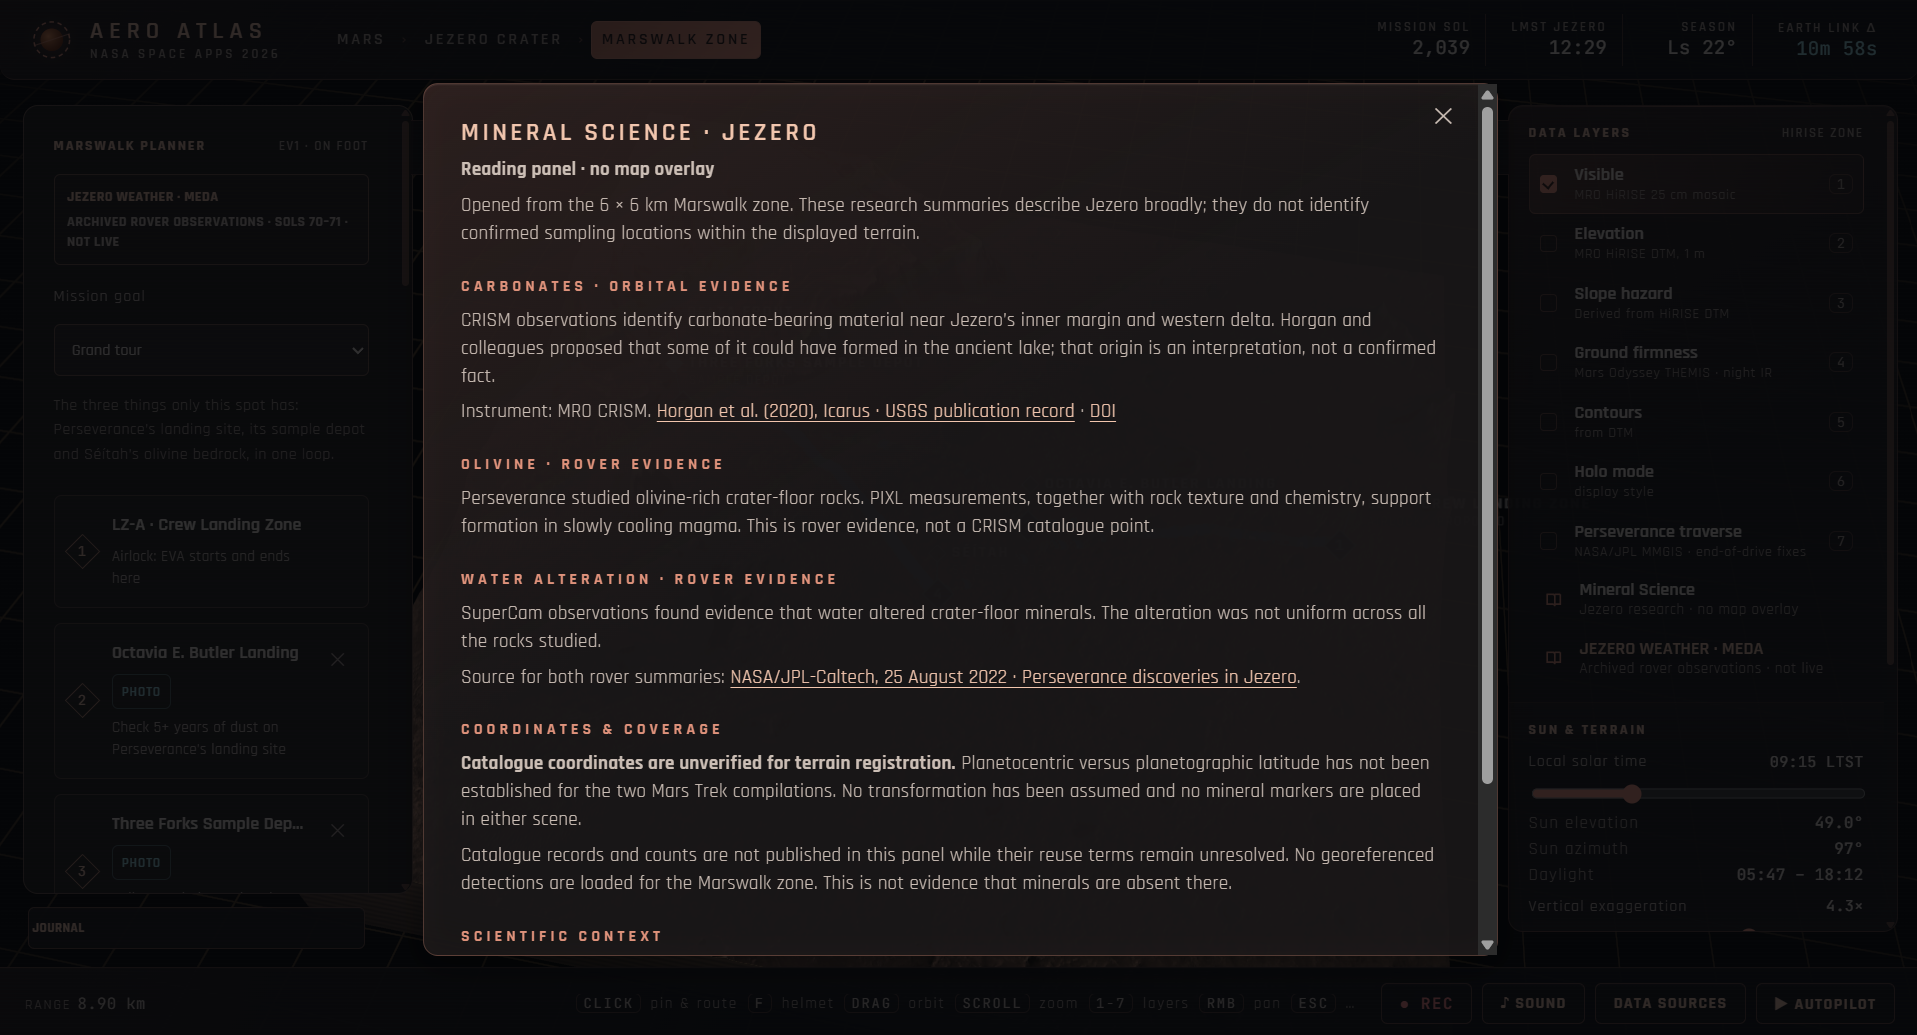 AERO ATLAS
NASA SPACE APPS 2026
MARS › JEZERO CRATER › MARSWALK ZONE
MISSION SOL
2,039
LMST JEZERO
12:29
SEASON
Ls 22°
EARTH LINK Δ
10m 58s
MARSWALK PLANNER
EV1 · ON FOOT
JEZERO WEATHER · MEDA
ARCHIVED ROVER OBSERVATIONS · SOLS 70–71 ·
NOT LIVE
Mission goal
Grand tour
The three things only this spot has:
Perseverance's landing site, its sample depot
and Séítah's olivine bedrock, in one loop.
1
LZ-A · Crew Landing Zone
Airlock: EVA starts and ends
here
2
Octavia E. Butler Landing
PHOTO
Check 5+ years of dust on
Perseverance's landing site
3
Three Forks Sample Dep...
PHOTO
JOURNAL
MINERAL SCIENCE · JEZERO
Reading panel · no map overlay
Opened from the 6 × 6 km Marswalk zone. These research summaries describe Jezero broadly; they do not identify
confirmed sampling locations within the displayed terrain.
CARBONATES · ORBITAL EVIDENCE
CRISM observations identify carbonate-bearing material near Jezero's inner margin and western delta. Horgan and
colleagues proposed that some of it could have formed in the ancient lake; that origin is an interpretation, not a confirmed
fact.
Instrument: MRO CRISM. Horgan et al. (2020), Icarus · USGS publication record · DOI
OLIVINE · ROVER EVIDENCE
Perseverance studied olivine-rich crater-floor rocks. PIXL measurements, together with rock texture and chemistry, support
formation in slowly cooling magma. This is rover evidence, not a CRISM catalogue point.
WATER ALTERATION · ROVER EVIDENCE
SuperCam observations found evidence that water altered crater-floor minerals. The alteration was not uniform across all
the rocks studied.
Source for both rover summaries: NASA/JPL-Caltech, 25 August 2022 · Perseverance discoveries in Jezero.
COORDINATES & COVERAGE
Catalogue coordinates are unverified for terrain registration. Planetocentric versus planetographic latitude has not been
established for the two Mars Trek compilations. No transformation has been assumed and no mineral markers are placed
in either scene.
Catalogue records and counts are not published in this panel while their reuse terms remain unresolved. No georeferenced
detections are loaded for the Marswalk zone. This is not evidence that minerals are absent there.
SCIENTIFIC CONTEXT
DATA LAYERS
HIRISE ZONE
Visible
MRO HiRISE 25 cm mosaic
1
Elevation
MRO HiRISE DTM, 1 m
2
Slope hazard
Derived from HiRISE DTM
3
Ground firmness
Mars Odyssey THEMIS · night IR
4
Contours
from DTM
5
Holo mode
display style
6
Perseverance traverse
NASA/JPL MMGIS · end-of-drive fixes
7
Mineral Science
Jezero research · no map overlay
JEZERO WEATHER · MEDA
Archived rover observations · not live
SUN & TERRAIN
Local solar time
09:15 LTST
Sun elevation
49.0°
Sun azimuth
97°
Daylight
05:47 – 18:12
Vertical exaggeration
4.3×
RANGE 8.90 km
CLICK pin & route F helmet DRAG orbit SCROLL zoom 1-7 layers RMB pan ESC ...
● REC
♪ SOUND
DATA SOURCES
▶ AUTOPILOT